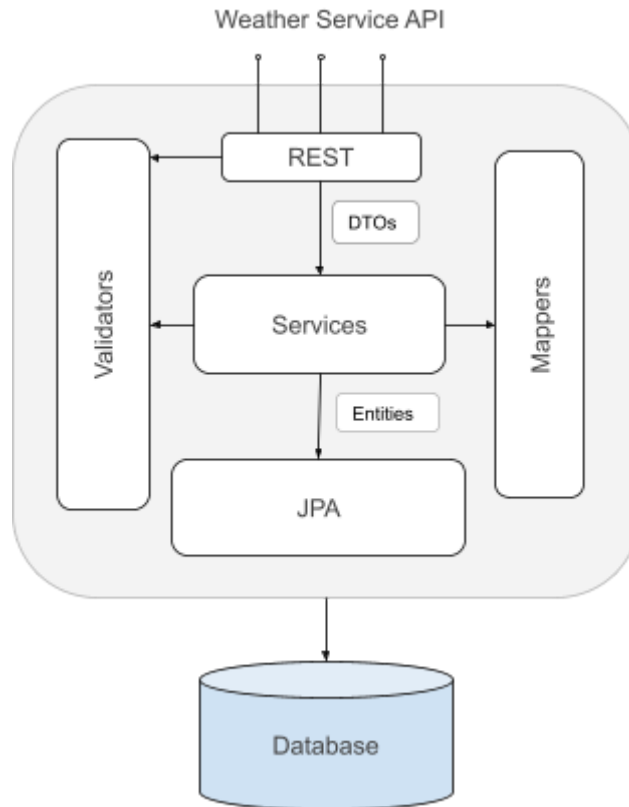 Weather Service API
REST
DTOs
Validators
Services
Mappers
Entities
JPA
Database